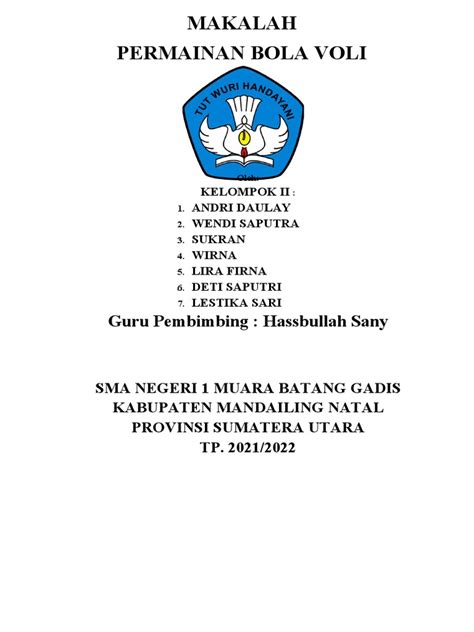 MAKALAH
PERMAINAN BOLA VOLI
TUT WURI HANDAYANI
Oleh:
KELOMPOK II :
1. ANDRI DAULAY
2. WENDI SAPUTRA
3. SUKRAN
4. WIRNA
5. LIRA FIRNA
6. DETI SAPUTRI
7. LESTIKA SARI
Guru Pembimbing : Hassbullah Sany
SMA NEGERI 1 MUARA BATANG GADIS
KABUPATEN MANDAILING NATAL
PROVINSI SUMATERA UTARA
TP. 2021/2022